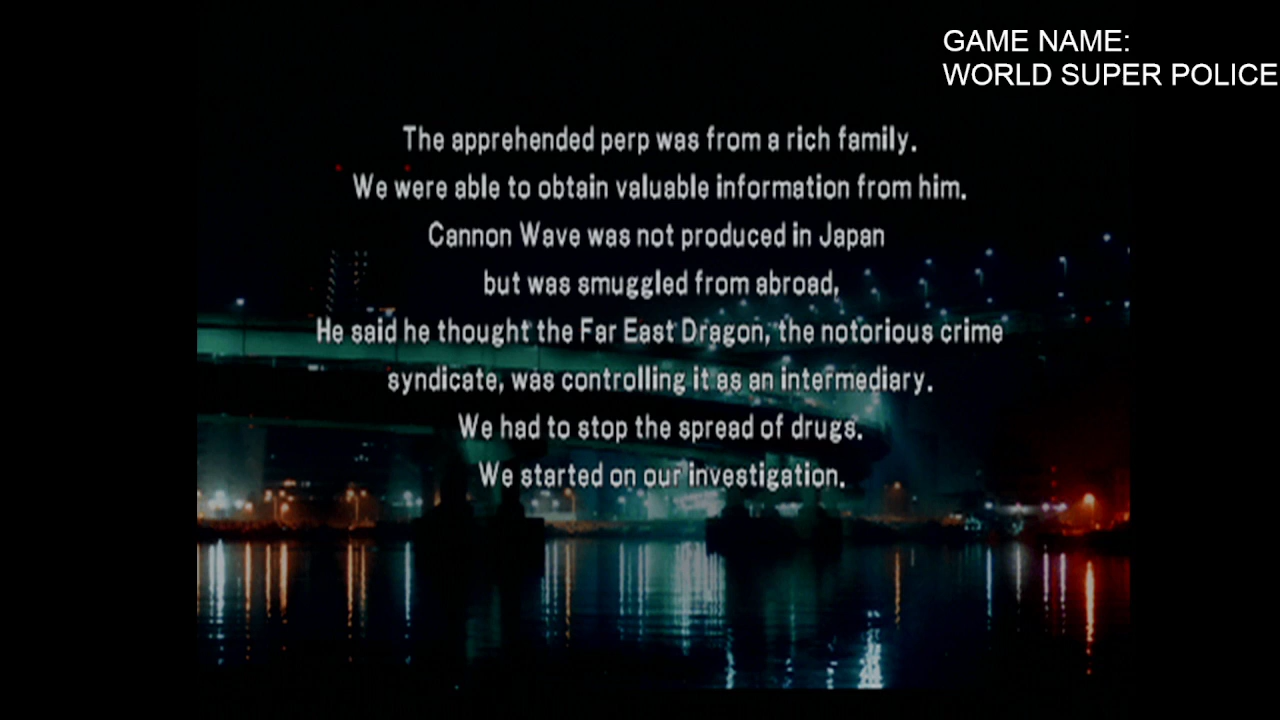 GAME NAME:
WORLD SUPER POLICE
The apprehended perp was from a rich family.
We were able to obtain valuable information from him.
Cannon Wave was not produced in Japan
but was smuggled from abroad,
He said he thought the Far East Dragon, the notorious crime
syndicate, was controlling it as an intermediary.
We had to stop the spread of drugs.
We started on our investigation.